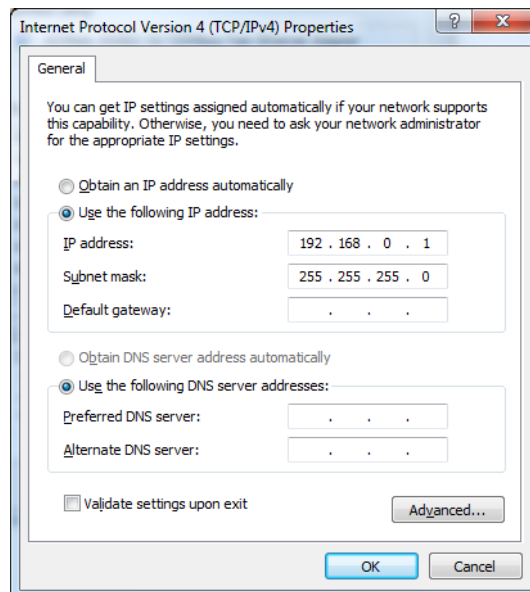 Internet Protocol Version 4 (TCP/IPv4) Properties
General
You can get IP settings assigned automatically if your network supports
this capability. Otherwise, you need to ask your network administrator
for the appropriate IP settings.
Obtain an IP address automatically
Use the following IP address:
IP address: 192 . 168 . 0 . 1
Subnet mask: 255 . 255 . 255 . 0
Default gateway: . . .
Obtain DNS server address automatically
Use the following DNS server addresses:
Preferred DNS server: . . .
Alternate DNS server: . . .
Validate settings upon exit
Advanced...
OK Cancel